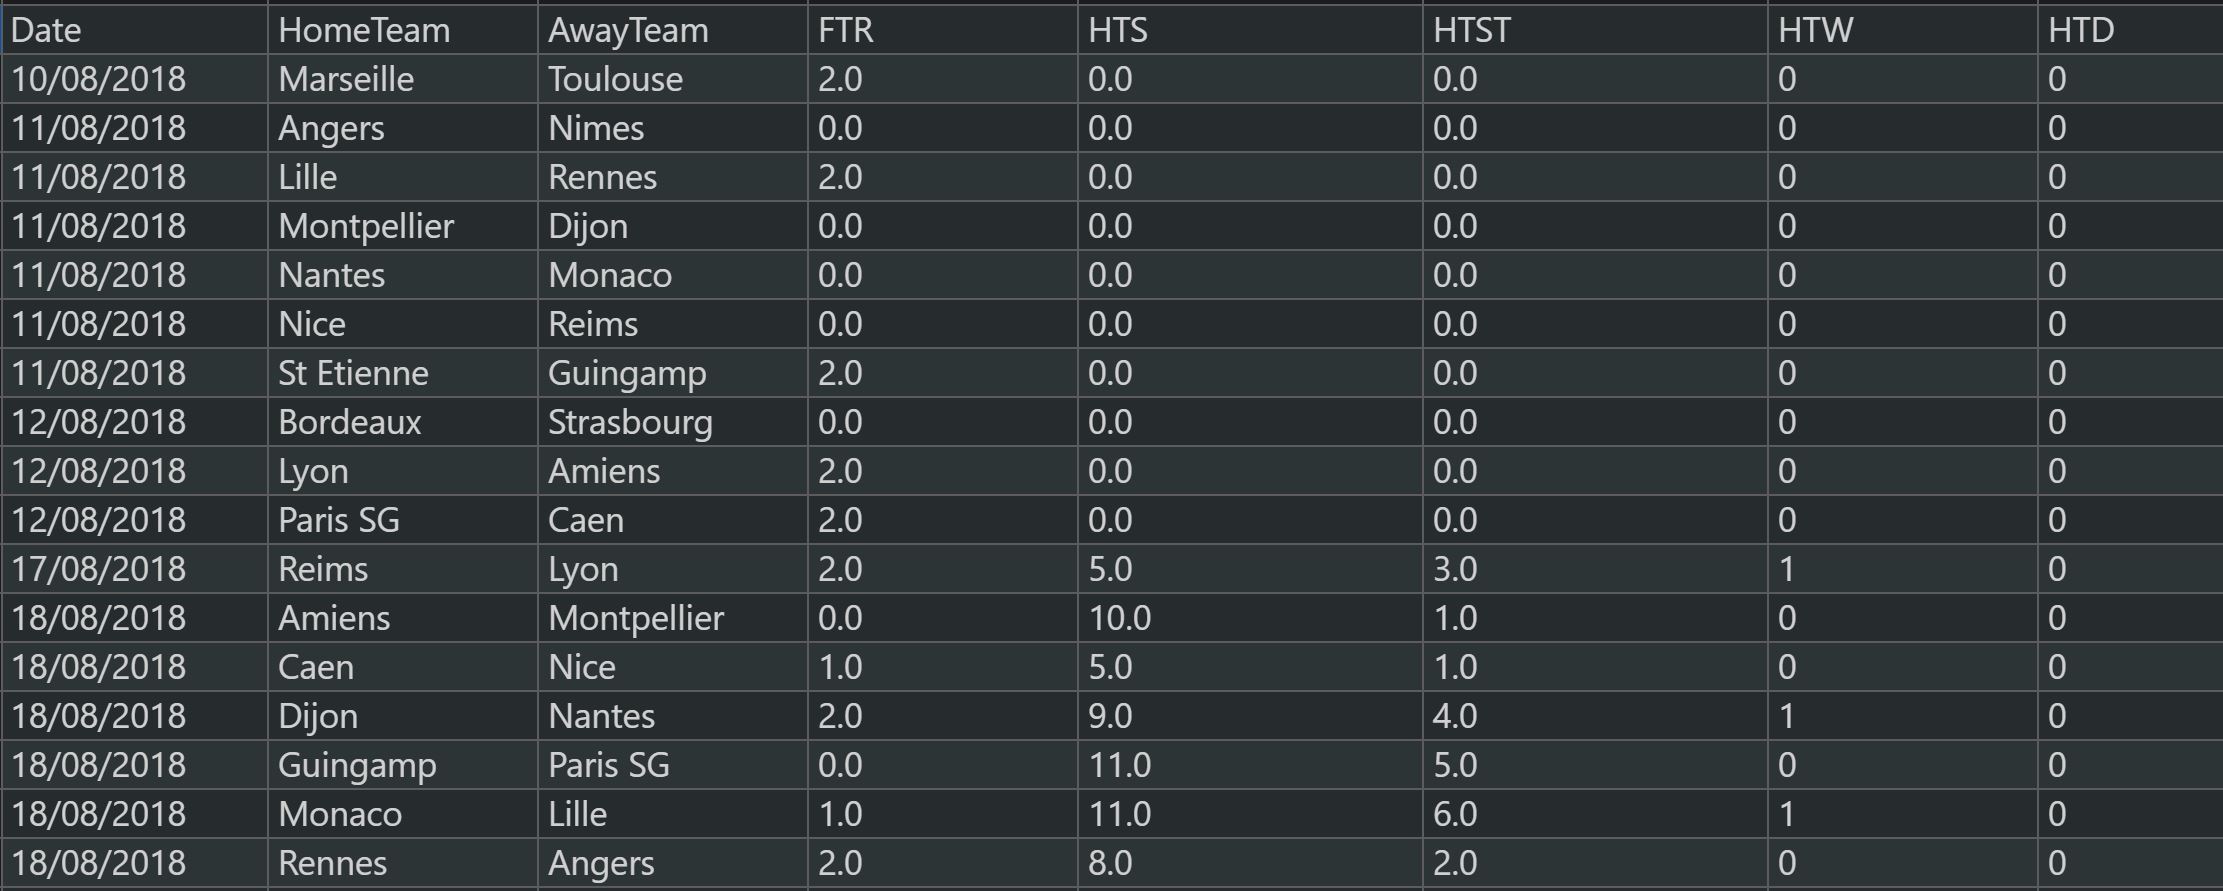 Date HomeTeam AwayTeam FTR HTS HTST HTW HTD
10/08/2018 Marseille Toulouse 2.0 0.0 0.0 0 0
11/08/2018 Angers Nimes 0.0 0.0 0.0 0 0
11/08/2018 Lille Rennes 2.0 0.0 0.0 0 0
11/08/2018 Montpellier Dijon 0.0 0.0 0.0 0 0
11/08/2018 Nantes Monaco 0.0 0.0 0.0 0 0
11/08/2018 Nice Reims 0.0 0.0 0.0 0 0
11/08/2018 St Etienne Guingamp 2.0 0.0 0.0 0 0
12/08/2018 Bordeaux Strasbourg 0.0 0.0 0.0 0 0
12/08/2018 Lyon Amiens 2.0 0.0 0.0 0 0
12/08/2018 Paris SG Caen 2.0 0.0 0.0 0 0
17/08/2018 Reims Lyon 2.0 5.0 3.0 1 0
18/08/2018 Amiens Montpellier 0.0 10.0 1.0 0 0
18/08/2018 Caen Nice 1.0 5.0 1.0 0 0
18/08/2018 Dijon Nantes 2.0 9.0 4.0 1 0
18/08/2018 Guingamp Paris SG 0.0 11.0 5.0 0 0
18/08/2018 Monaco Lille 1.0 11.0 6.0 1 0
18/08/2018 Rennes Angers 2.0 8.0 2.0 0 0